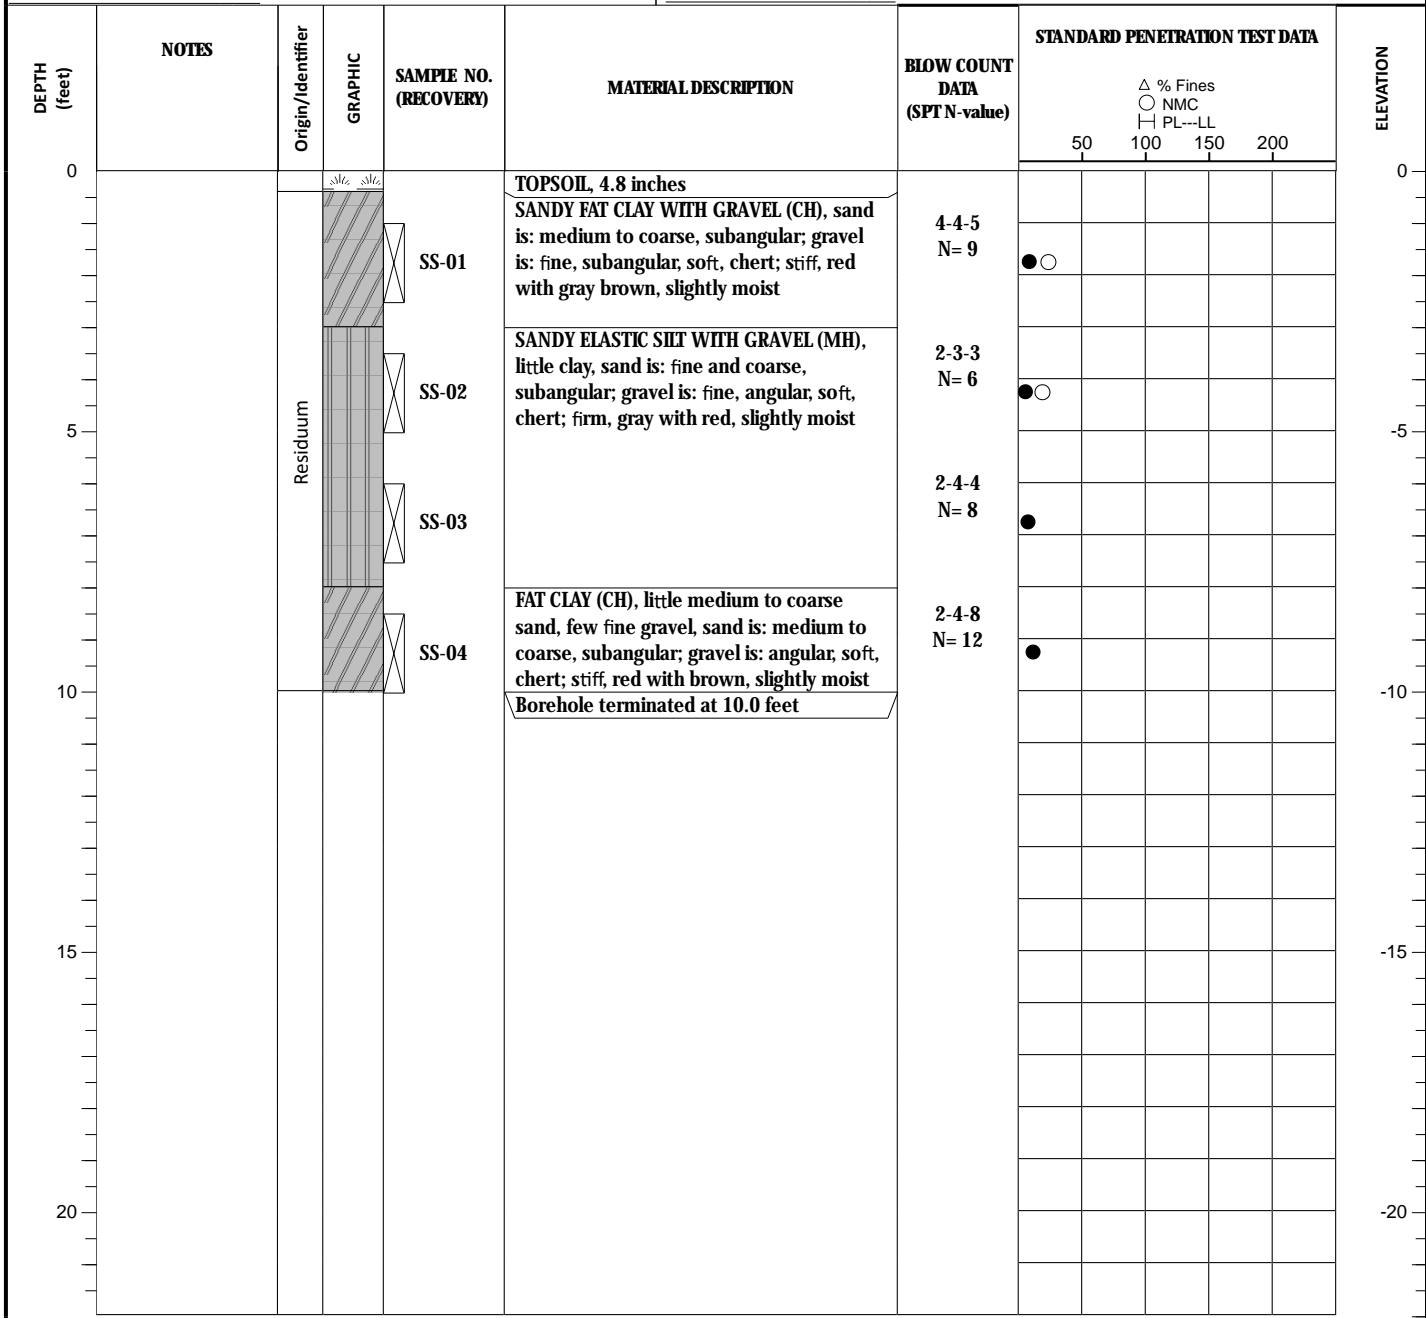 DEPTH
(feet)
NOTES
Origin/Identifier
GRAPHIC
SAMPLE NO.
(RECOVERY)
MATERIAL DESCRIPTION
BLOW COUNT
DATA
(SPT N-value)
STANDARD PENETRATION TEST DATA
△ % Fines
○ NMC
PL---LL
50 100 150 200
ELEVATION
0
TOPSOIL, 4.8 inches
0
SANDY FAT CLAY WITH GRAVEL (CH), sand
is: medium to coarse, subangular; gravel
is: fine, subangular, soft, chert; stiff, red
with gray brown, slightly moist
SS-01
4-4-5
N= 9
SANDY ELASTIC SILT WITH GRAVEL (MH),
little clay, sand is: fine and coarse,
subangular; gravel is: fine, angular, soft,
chert; firm, gray with red, slightly moist
SS-02
2-3-3
N= 6
5
-5
Residuum
SS-03
2-4-4
N= 8
FAT CLAY (CH), little medium to coarse
sand, few fine gravel, sand is: medium to
coarse, subangular; gravel is: angular, soft,
chert; stiff, red with brown, slightly moist
SS-04
2-4-8
N= 12
10
Borehole terminated at 10.0 feet
-10
15
-15
20
-20